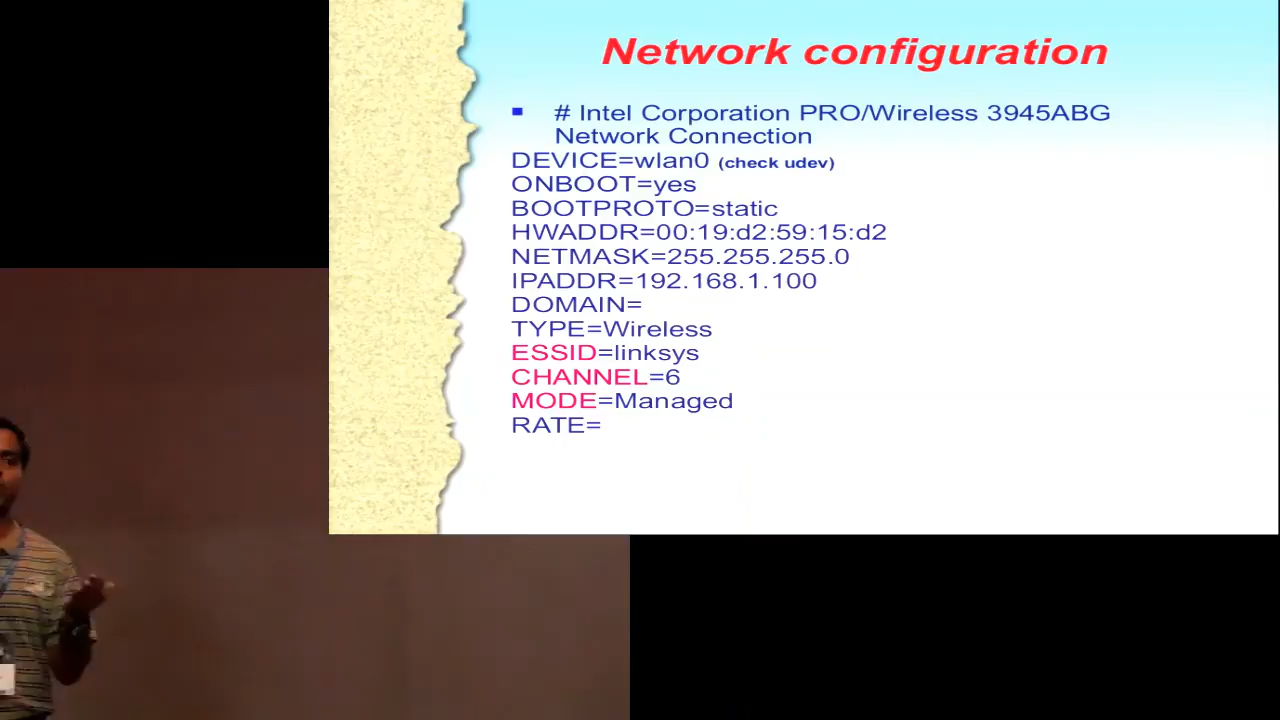 Network configuration
# Intel Corporation PRO/Wireless 3945ABG
Network Connection
DEVICE=wlan0 (check udev)
ONBOOT=yes
BOOTPROTO=static
HWADDR=00:19:d2:59:15:d2
NETMASK=255.255.255.0
IPADDR=192.168.1.100
DOMAIN=
TYPE=Wireless
ESSID=linksys
CHANNEL=6
MODE=Managed
RATE=